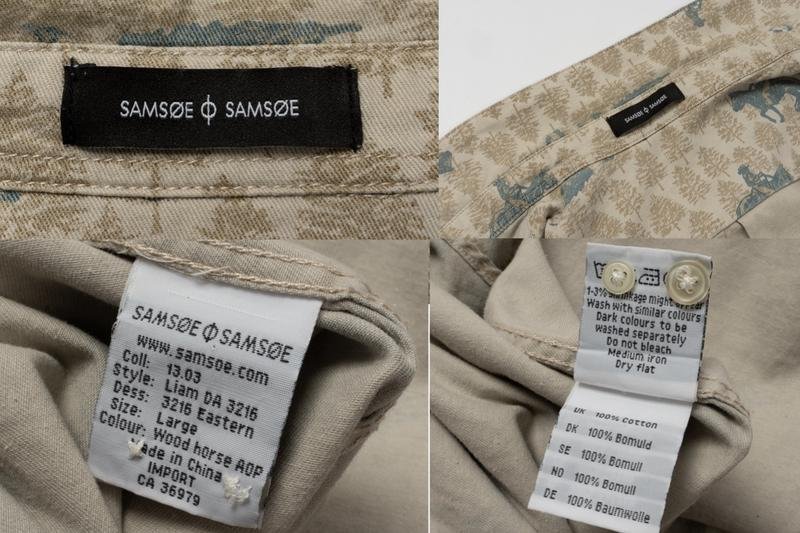 SAMSØE ɸ SAMSØE
SAMSØE ɸ SAMSØE
SAMSØE ɸ SAMSØE
www.samsoe.com
Coll: 13.03
Style: Liam DA 3216
Dess: 3216 Eastern
Size: Large
Colour: Wood horse AOP
Made in China
IMPORT
CA 36979
1-3% shrinkage might
Wash with similar colours
Dark colours to be
washed separately
Do not bleach
Medium iron
Dry flat
UK 100% Cotton
DK 100% Bomuld
SE 100% Bomull
NO 100% Bomull
DE 100% Baumwolle